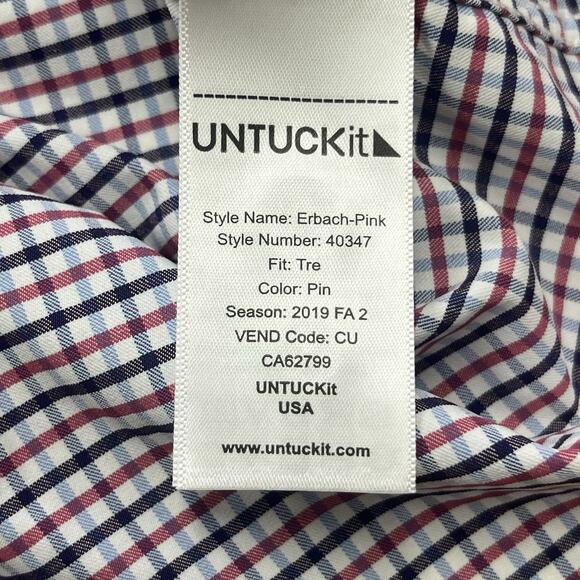 UNTUCKit
Style Name: Erbach-Pink
Style Number: 40347
Fit: Tre
Color: Pin
Season: 2019 FA 2
VEND Code: CU
CA62799
UNTUCKit
USA
www.untuckit.com